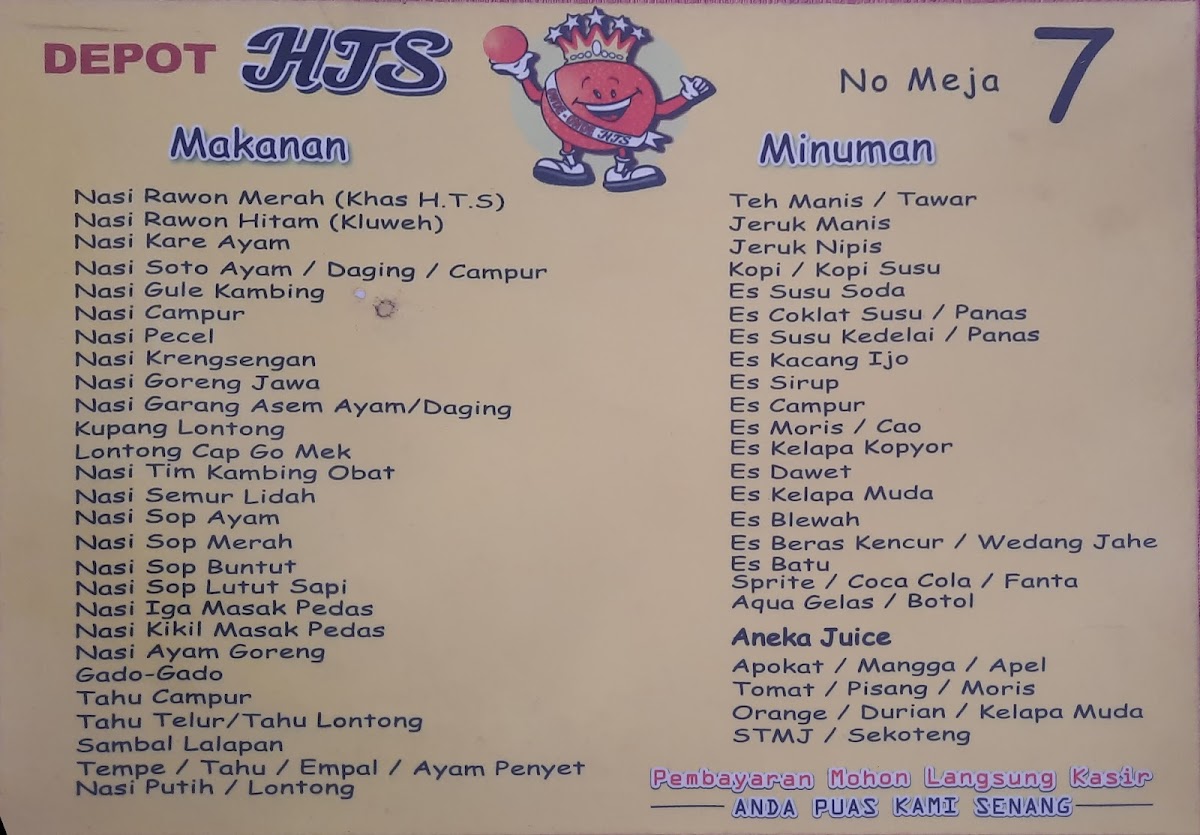 DEPOT HTS
No Meja 7
Makanan
Nasi Rawon Merah (Khas H.T.S)
Nasi Rawon Hitam (Kluweh)
Nasi Kare Ayam
Nasi Soto Ayam / Daging / Campur
Nasi Gule Kambing
Nasi Campur
Nasi Pecel
Nasi Krengsengan
Nasi Goreng Jawa
Nasi Garang Asem Ayam/Daging
Kupang Lontong
Lontong Cap Go Mek
Nasi Tim Kambing Obat
Nasi Semur Lidah
Nasi Sop Ayam
Nasi Sop Merah
Nasi Sop Buntut
Nasi Sop Lutut Sapi
Nasi Iga Masak Pedas
Nasi Kikil Masak Pedas
Nasi Ayam Goreng
Gado-Gado
Tahu Campur
Tahu Telur/Tahu Lontong
Sambal Lalapan
Tempe / Tahu / Empal / Ayam Penyet
Nasi Putih / Lontong
Minuman
Teh Manis / Tawar
Jeruk Manis
Jeruk Nipis
Kopi / Kopi Susu
Es Susu Soda
Es Coklat Susu / Panas
Es Susu Kedelai / Panas
Es Kacang Ijo
Es Sirup
Es Campur
Es Moris / Cao
Es Kelapa Kopyor
Es Dawet
Es Kelapa Muda
Es Blewah
Es Beras Kencur / Wedang Jahe
Es Batu
Sprite / Coca Cola / Fanta
Aqua Gelas / Botol
Aneka Juice
Apokat / Mangga / Apel
Tomat / Pisang / Moris
Orange / Durian / Kelapa Muda
STMJ / Sekoteng
Pembayaran Mohon Langsung Kasir
ANDA PUAS KAMI SENANG